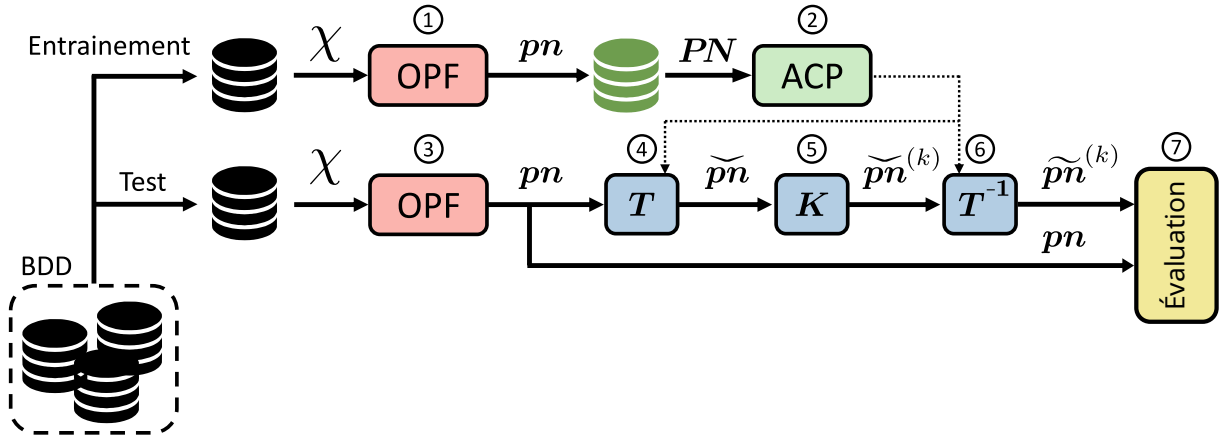 ① ②
Entrainement χ OPF pn PN ACP
③ ④ ⑤ ⑥ ⑦
Test χ OPF pn T p̆n̆ K p̆n̆⁽ᵏ⁾ T⁻¹ p̃ñ⁽ᵏ⁾
pn
Évaluation
BDD